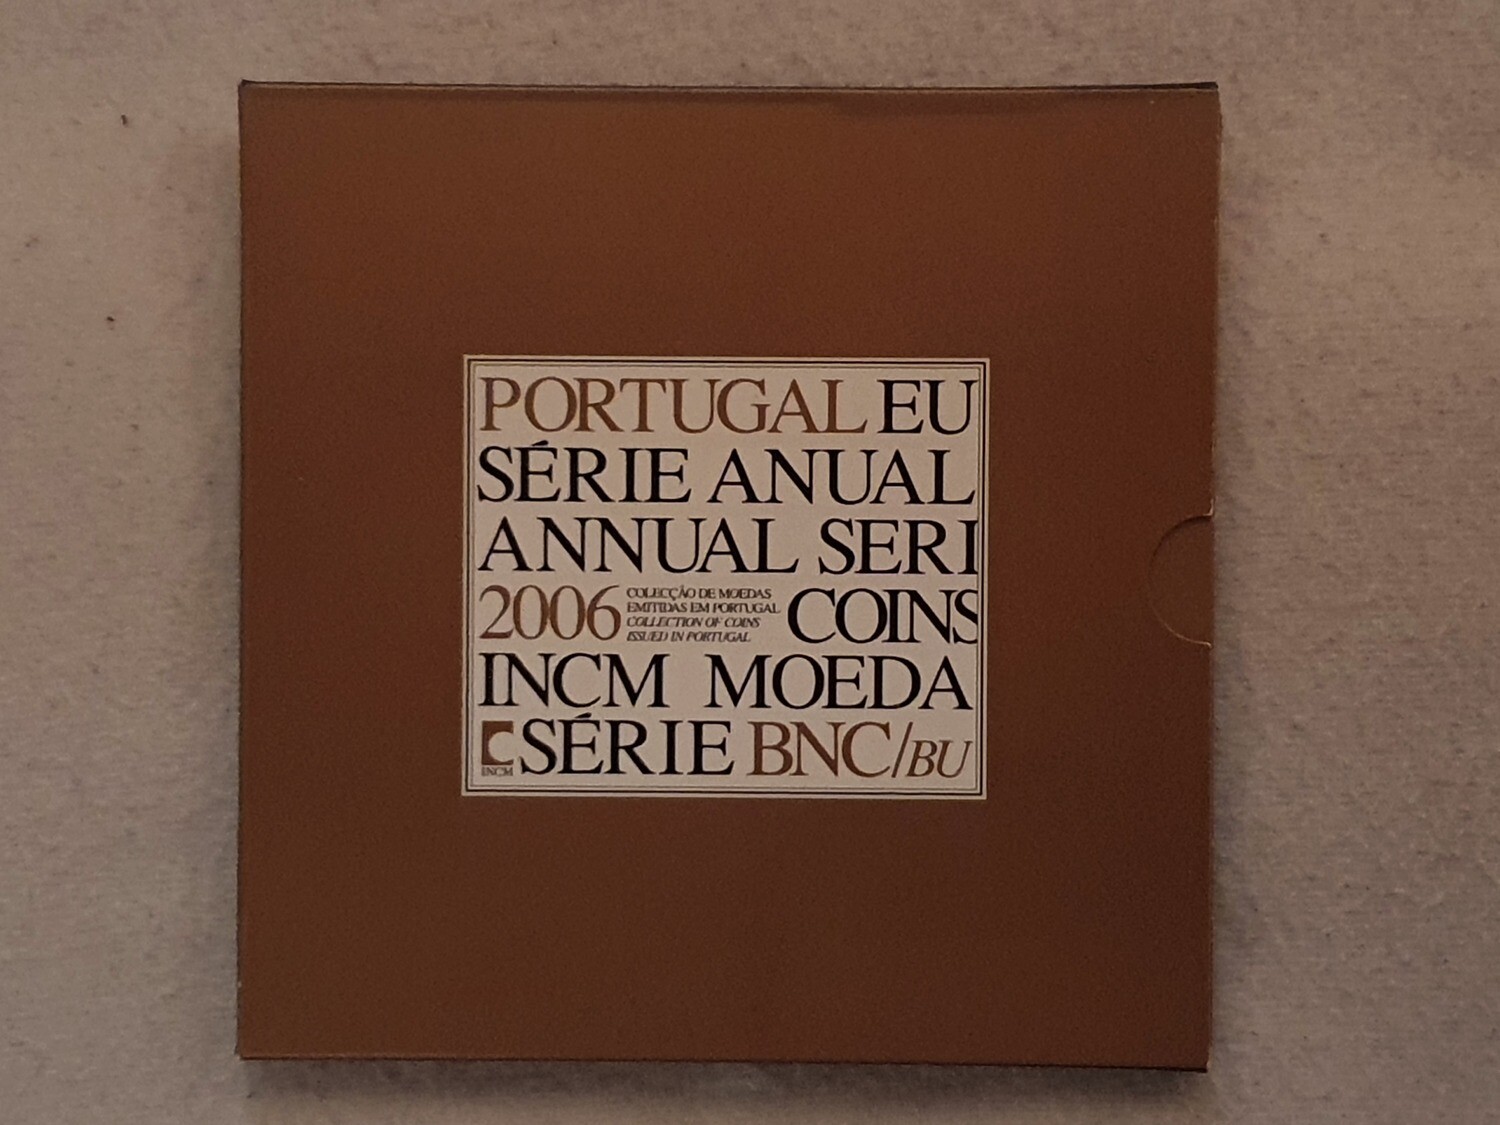 PORTUGAL EU
SÉRIE ANUAL
ANNUAL SERI
2006 COLECÇÃO DE MOEDAS
EMITIDAS EM PORTUGAL
COLLECTION OF COINS
ISSUED IN PORTUGAL
COINS
INCM MOEDA
INCM SÉRIE BNC/BU